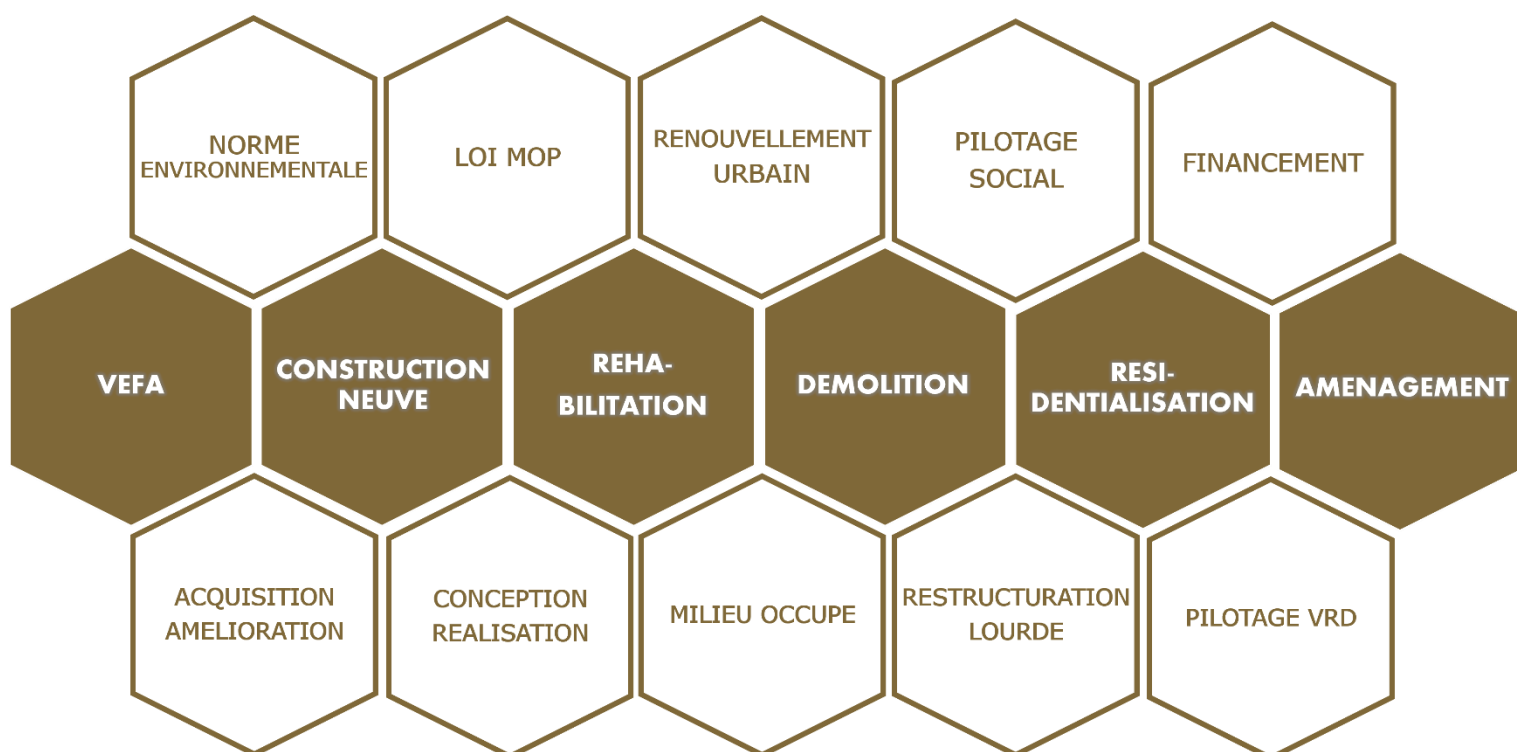 NORME
ENVIRONNEMENTALE
LOI MOP
RENOUVELLEMENT
URBAIN
PILOTAGE
SOCIAL
FINANCEMENT
VEFA
CONSTRUCTION
NEUVE
REHA-
BILITATION
DEMOLITION
RESI-
DENTIALISATION
AMENAGEMENT
ACQUISITION
AMELIORATION
CONCEPTION
REALISATION
MILIEU OCCUPE
RESTRUCTURATION
LOURDE
PILOTAGE VRD